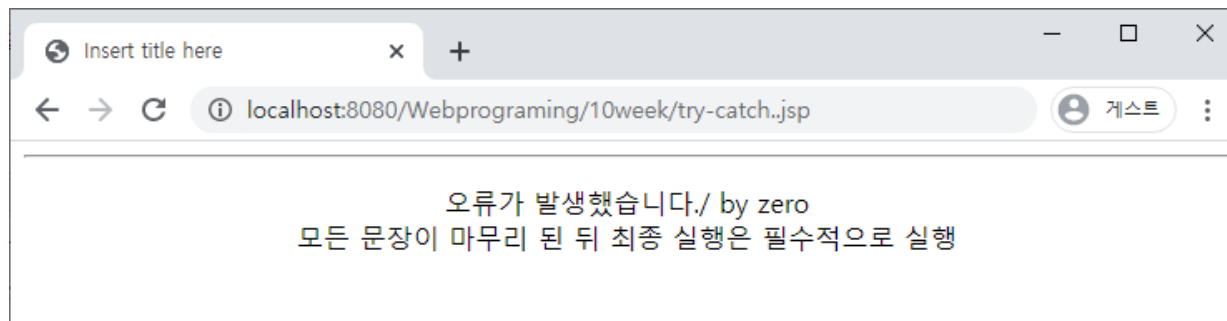 Insert title here
localhost:8080/Webprograming/10week/try-catch..jsp
게스트
오류가 발생했습니다./ by zero
모든 문장이 마무리 된 뒤 최종 실행은 필수적으로 실행